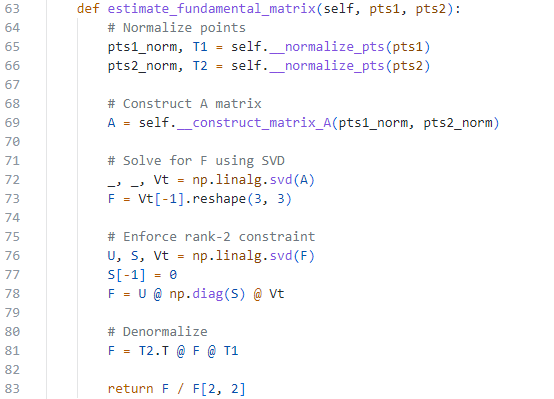 63 def estimate_fundamental_matrix(self, pts1, pts2):
64 # Normalize points
65 pts1_norm, T1 = self.__normalize_pts(pts1)
66 pts2_norm, T2 = self.__normalize_pts(pts2)
67
68 # Construct A matrix
69 A = self.__construct_matrix_A(pts1_norm, pts2_norm)
70
71 # Solve for F using SVD
72 _, _, Vt = np.linalg.svd(A)
73 F = Vt[-1].reshape(3, 3)
74
75 # Enforce rank-2 constraint
76 U, S, Vt = np.linalg.svd(F)
77 S[-1] = 0
78 F = U @ np.diag(S) @ Vt
79
80 # Denormalize
81 F = T2.T @ F @ T1
82
83 return F / F[2, 2]